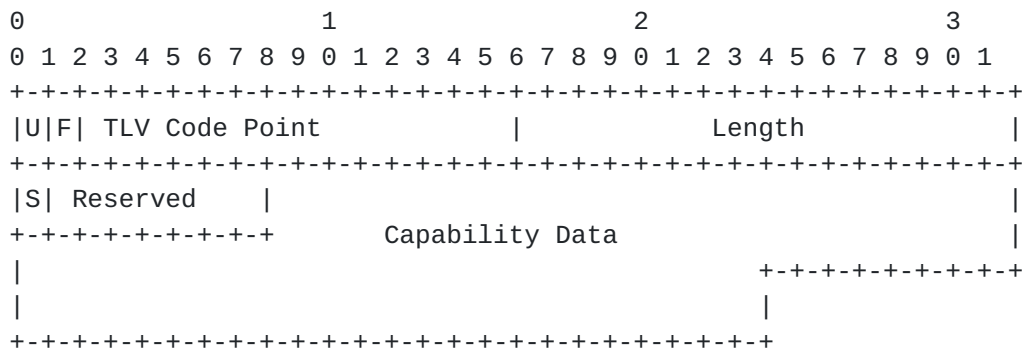 0                   1                   2                   3
0 1 2 3 4 5 6 7 8 9 0 1 2 3 4 5 6 7 8 9 0 1 2 3 4 5 6 7 8 9 0 1
+-+-+-+-+-+-+-+-+-+-+-+-+-+-+-+-+-+-+-+-+-+-+-+-+-+-+-+-+-+-+-+-+
|U|F| TLV Code Point            |            Length             |
+-+-+-+-+-+-+-+-+-+-+-+-+-+-+-+-+-+-+-+-+-+-+-+-+-+-+-+-+-+-+-+-+
|S| Reserved    |                                               |
+-+-+-+-+-+-+-+-+       Capability Data                         |
|                                               +-+-+-+-+-+-+-+-+
|                                               |
+-+-+-+-+-+-+-+-+-+-+-+-+-+-+-+-+-+-+-+-+-+-+-+-+